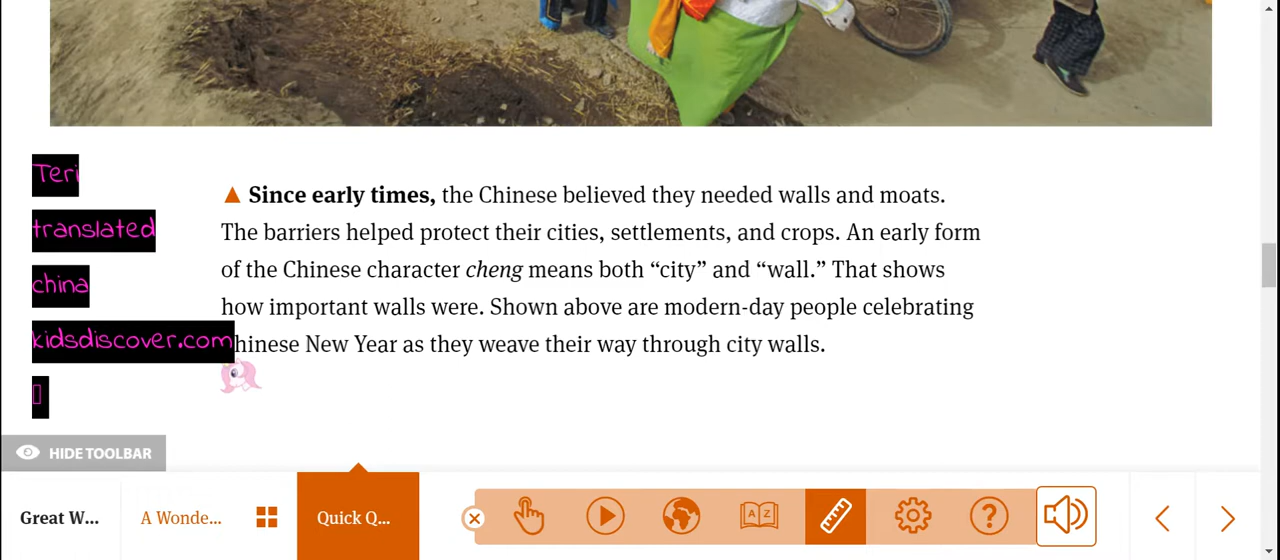 Teri
translated
china
kidsdiscover.com
▲ Since early times, the Chinese believed they needed walls and moats.
The barriers helped protect their cities, settlements, and crops. An early form
of the Chinese character cheng means both “city” and “wall.” That shows
how important walls were. Shown above are modern-day people celebrating
hinese New Year as they weave their way through city walls.
HIDE TOOLBAR
Great W...
A Wonde...
Quick Q...
A Z
?